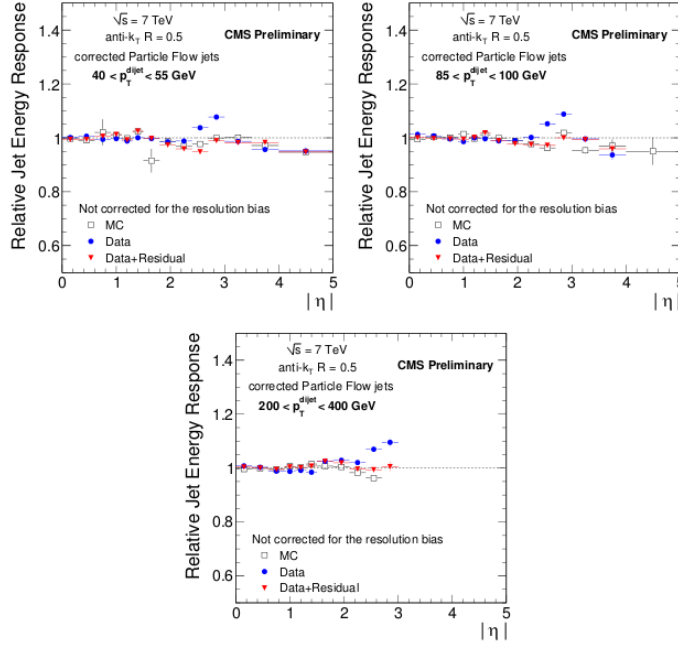 √s = 7 TeV
anti-k_T R = 0.5
CMS Preliminary
corrected Particle Flow jets
40 < p_T^dijet < 55 GeV
Relative Jet Energy Response
1.4
1.2
1
0.8
0.6
Not corrected for the resolution bias
MC
Data
Data+Residual
0 1 2 3 4 5
|η|
√s = 7 TeV
anti-k_T R = 0.5
CMS Preliminary
corrected Particle Flow jets
85 < p_T^dijet < 100 GeV
Relative Jet Energy Response
1.4
1.2
1
0.8
0.6
Not corrected for the resolution bias
MC
Data
Data+Residual
0 1 2 3 4 5
|η|
√s = 7 TeV
anti-k_T R = 0.5
CMS Preliminary
corrected Particle Flow jets
200 < p_T^dijet < 400 GeV
Relative Jet Energy Response
1.4
1.2
1
0.8
0.6
Not corrected for the resolution bias
MC
Data
Data+Residual
0 1 2 3 4 5
|η|